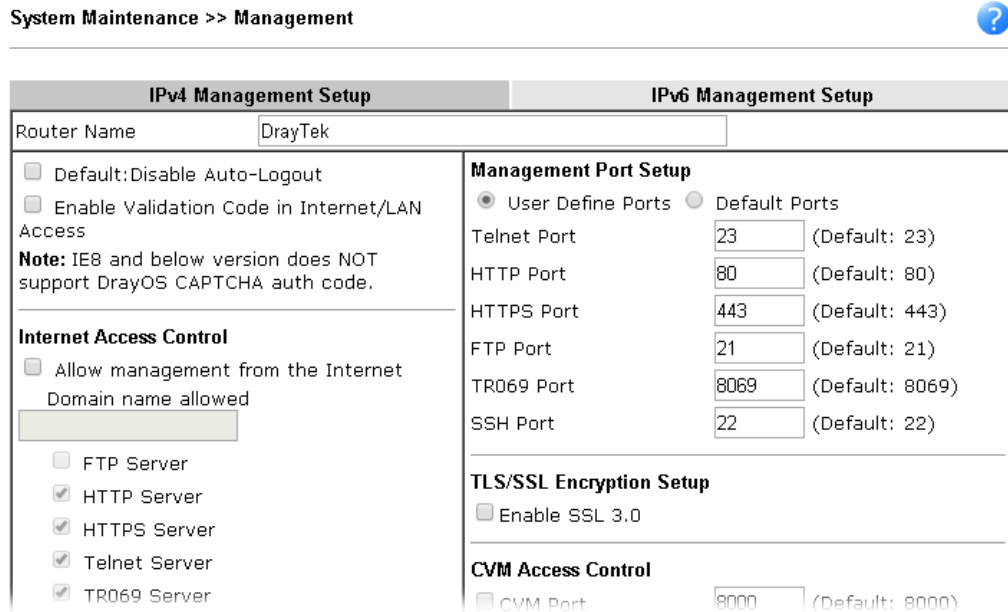 System Maintenance >> Management
?
IPv4 Management Setup
IPv6 Management Setup
Router Name DrayTek
Default:Disable Auto-Logout
Enable Validation Code in Internet/LAN
Access
Note: IE8 and below version does NOT
support DrayOS CAPTCHA auth code.
Internet Access Control
Allow management from the Internet
Domain name allowed
FTP Server
HTTP Server
HTTPS Server
Telnet Server
TR069 Server
Management Port Setup
User Define Ports Default Ports
Telnet Port 23 (Default: 23)
HTTP Port 80 (Default: 80)
HTTPS Port 443 (Default: 443)
FTP Port 21 (Default: 21)
TR069 Port 8069 (Default: 8069)
SSH Port 22 (Default: 22)
TLS/SSL Encryption Setup
Enable SSL 3.0
CVM Access Control
CVM Port 8000 (Default: 8000)